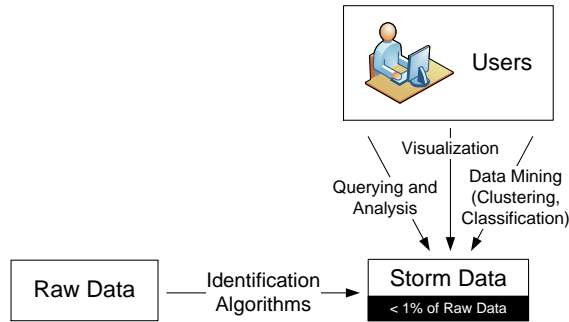 Users
Visualization
Querying and
Analysis
Data Mining
(Clustering,
Classification)
Raw Data
Identification
Algorithms
Storm Data
< 1% of Raw Data